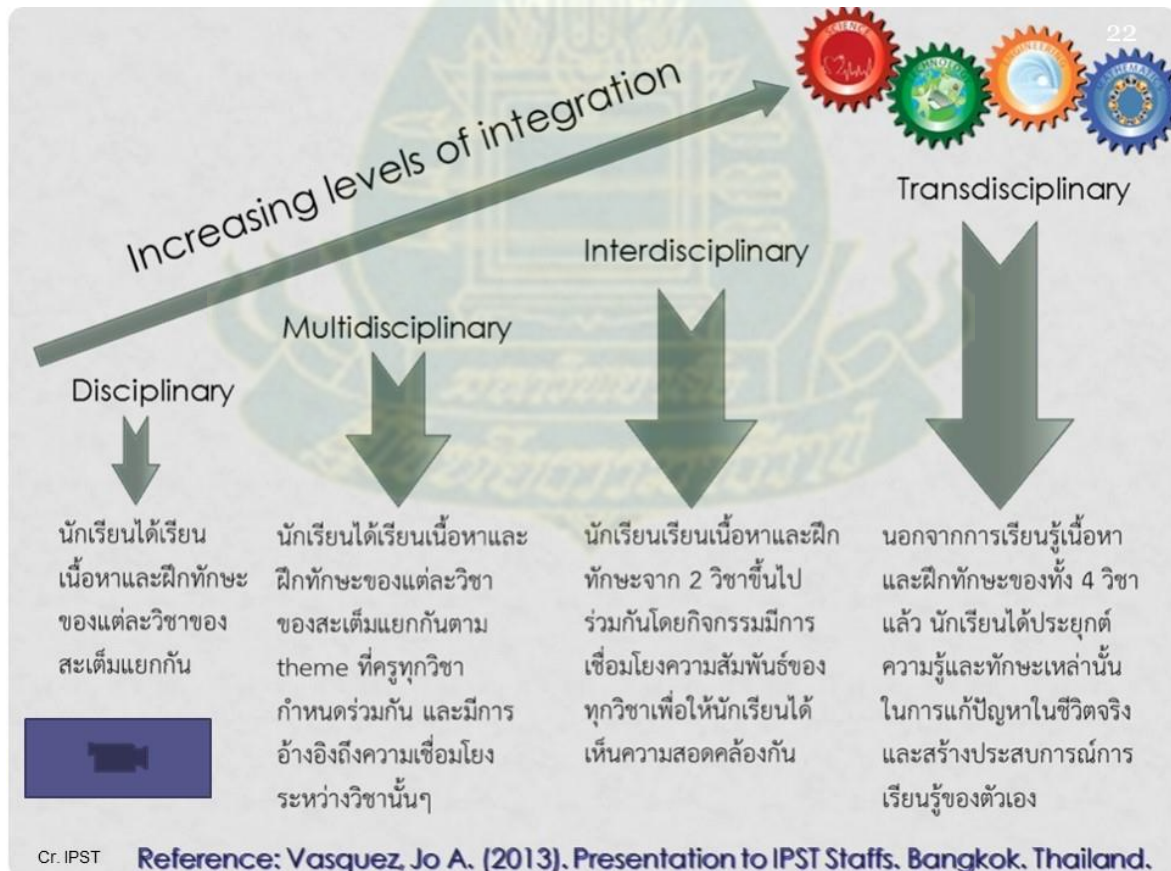 22
SCIENCE
TECHNOLOGY
ENGINEERING
MATHEMATICS
Increasing levels of integration
Transdisciplinary
Interdisciplinary
Multidisciplinary
Disciplinary
นักเรียนได้เรียน
เนื้อหาและฝึกทักษะ
ของแต่ละวิชาของ
สะเต็มแยกกัน
นักเรียนได้เรียนเนื้อหาและ
ฝึกทักษะของแต่ละวิชา
ของสะเต็มแยกกันตาม
theme ที่ครูทุกวิชา
กำหนดร่วมกัน และมีการ
อ้างอิงถึงความเชื่อมโยง
ระหว่างวิชานั้นๆ
นักเรียนเรียนเนื้อหาและฝึก
ทักษะจาก 2 วิชาขึ้นไป
ร่วมกันโดยกิจกรรมมีการ
เชื่อมโยงความสัมพันธ์ของ
ทุกวิชาเพื่อให้นักเรียนได้
เห็นความสอดคล้องกัน
นอกจากการเรียนรู้เนื้อหา
และฝึกทักษะของทั้ง 4 วิชา
แล้ว นักเรียนได้ประยุกต์
ความรู้และทักษะเหล่านั้น
ในการแก้ปัญหาในชีวิตจริง
และสร้างประสบการณ์การ
เรียนรู้ของตัวเอง
Cr. IPST
Reference: Vasquez, Jo A. (2013). Presentation to IPST Staffs. Bangkok. Thailand.